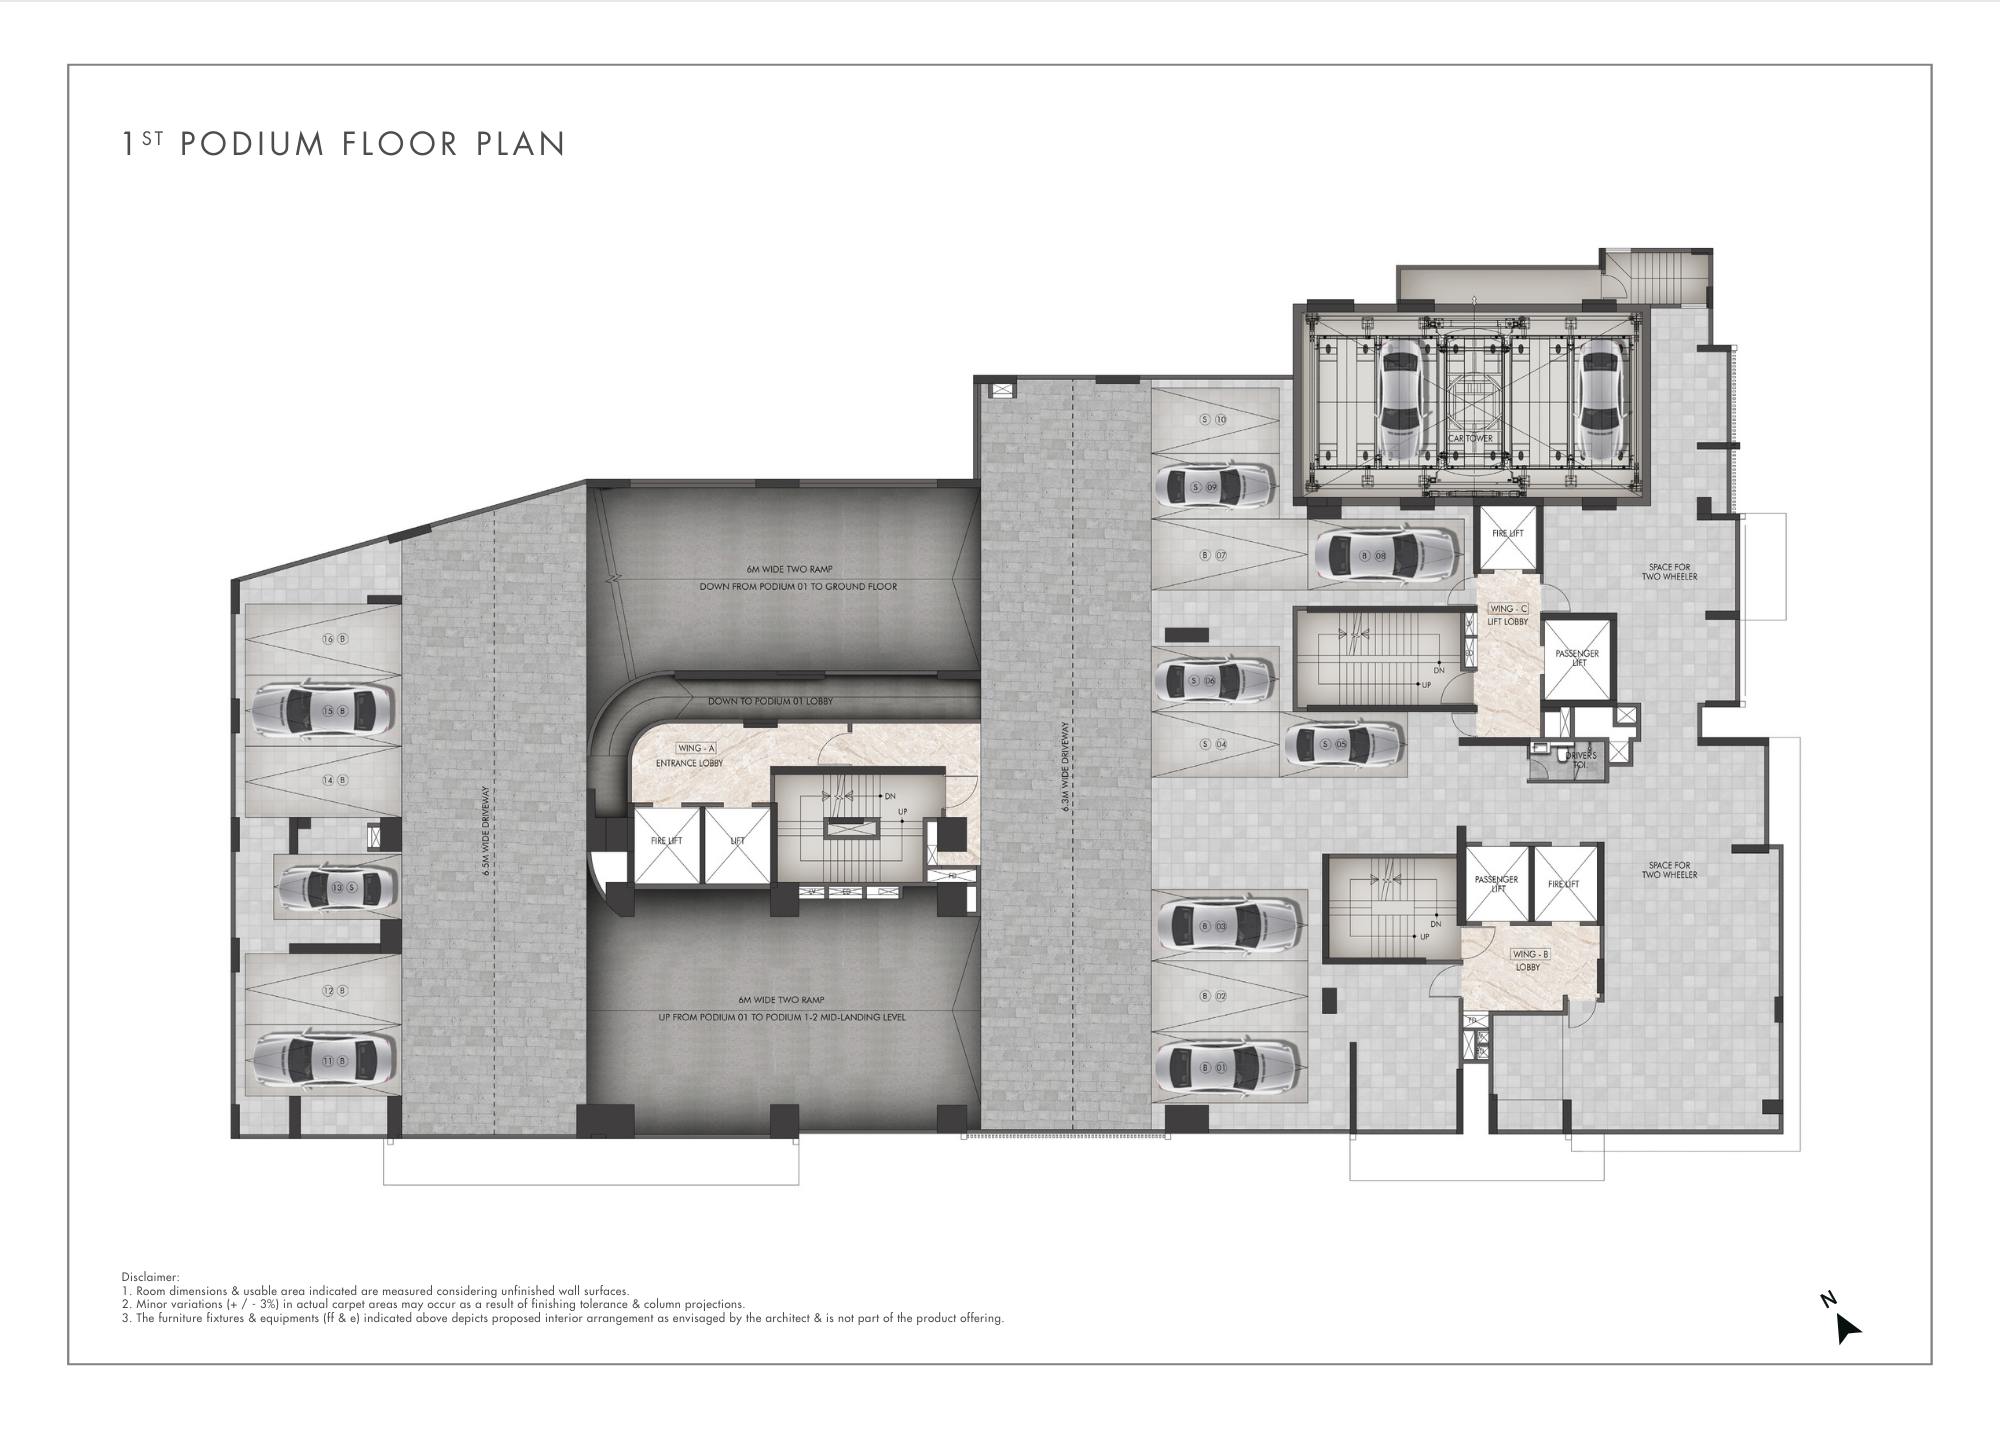 1ST PODIUM FLOOR PLAN
CAR TOWER
S 10
S 09
B 07
B 08
FIRE LIFT
6M WIDE TWO RAMP
DOWN FROM PODIUM 01 TO GROUND FLOOR
SPACE FOR
TWO WHEELER
WING - C
LIFT LOBBY
16 B
PASSENGER
LIFT
DN
UP
S 06
15 B
DOWN TO PODIUM 01 LOBBY
S 04
S 05
WING - A
ENTRANCE LOBBY
DRIVER'S
TOI.
14 B
6.5M WIDE DRIVEWAY
6.3M WIDE DRIVEWAY
DN
UP
FIRE LIFT
LIFT
FD
LV
ED
13 S
SPACE FOR
TWO WHEELER
PASSENGER
LIFT
FIRE LIFT
DN
UP
B 03
WING - B
LOBBY
12 B
B 02
6M WIDE TWO RAMP
UP FROM PODIUM 01 TO PODIUM 1-2 MID-LANDING LEVEL
FD
11 B
B 01
Disclaimer:
1. Room dimensions & usable area indicated are measured considering unfinished wall surfaces.
2. Minor variations (+ / - 3%) in actual carpet areas may occur as a result of finishing tolerance & column projections.
3. The furniture fixtures & equipments (ff & e) indicated above depicts proposed interior arrangement as envisaged by the architect & is not part of the product offering.
N